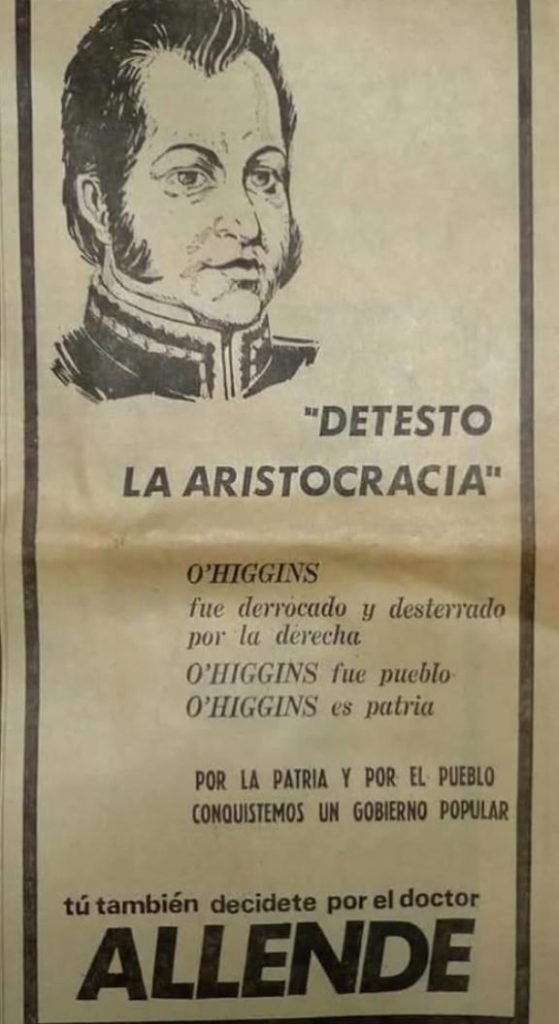 "DETESTO
LA ARISTOCRACIA"
O'HIGGINS
fue derrocado y desterrado
por la derecha
O'HIGGINS fue pueblo
O'HIGGINS es patria
POR LA PATRIA Y POR EL PUEBLO
CONQUISTEMOS UN GOBIERNO POPULAR
tú también decidete por el doctor
ALLENDE